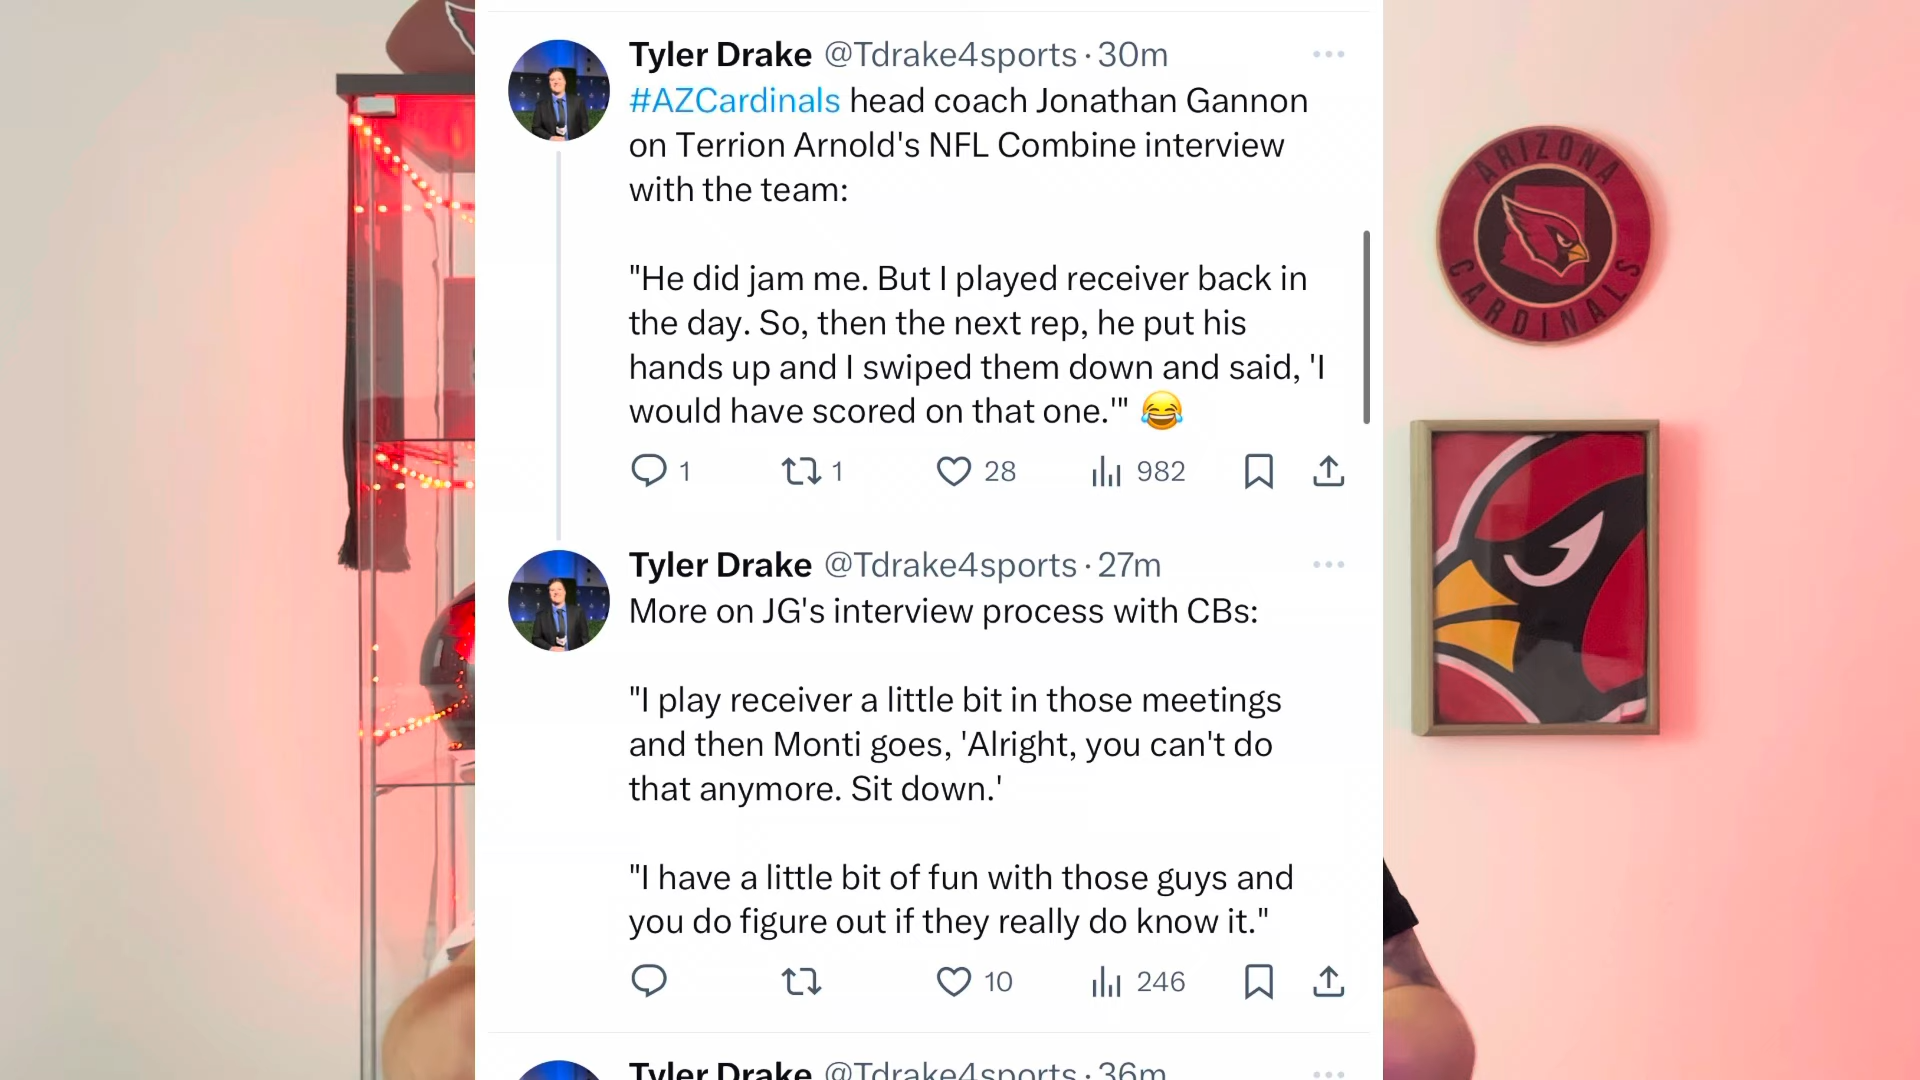 Tyler Drake @Tdrake4sports · 30m
#AZCardinals head coach Jonathan Gannon
on Terrion Arnold's NFL Combine interview
with the team:
"He did jam me. But I played receiver back in
the day. So, then the next rep, he put his
hands up and I swiped them down and said, 'I
would have scored on that one.'" 😂
1 1 28 982
Tyler Drake @Tdrake4sports · 27m
More on JG's interview process with CBs:
"I play receiver a little bit in those meetings
and then Monti goes, 'Alright, you can't do
that anymore. Sit down.'
"I have a little bit of fun with those guys and
you do figure out if they really do know it."
10 246
Tyler Drake @Tdrake4sports · 36m
ARIZONA
CARDINALS